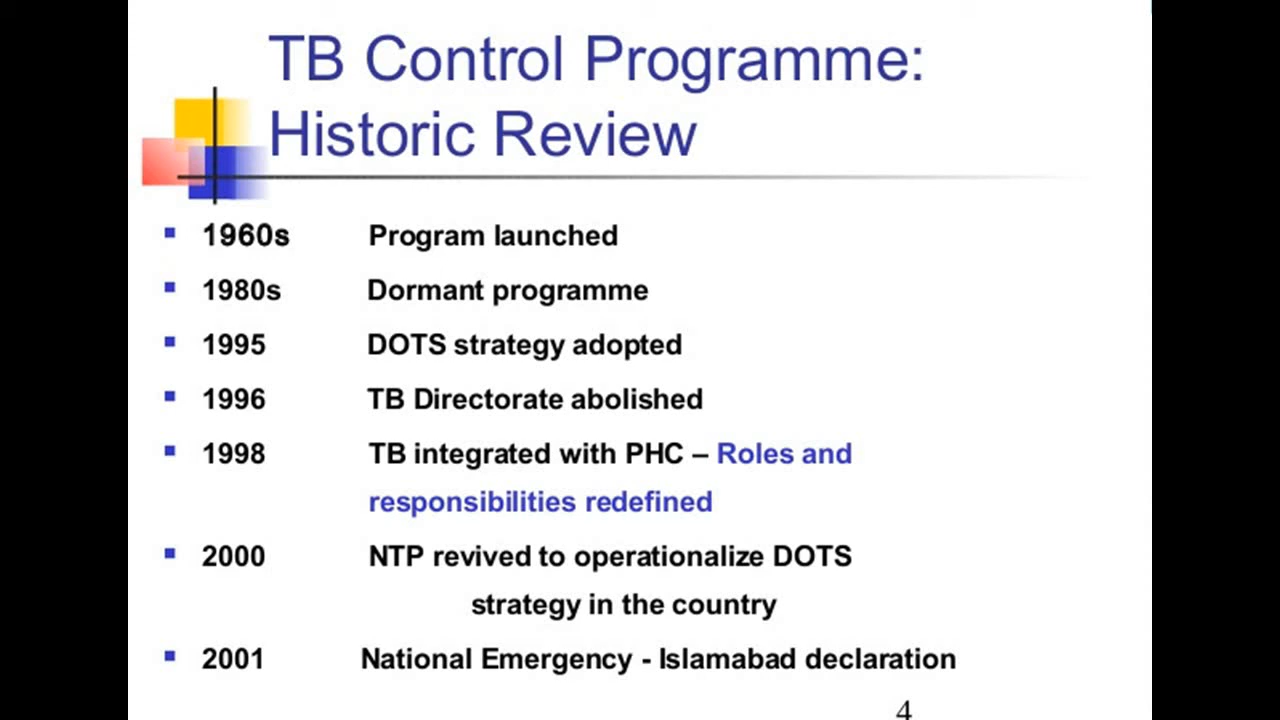 TB Control Programme:
Historic Review
1960s Program launched
1980s Dormant programme
1995 DOTS strategy adopted
1996 TB Directorate abolished
1998 TB integrated with PHC – Roles and
responsibilities redefined
2000 NTP revived to operationalize DOTS
strategy in the country
2001 National Emergency - Islamabad declaration
4